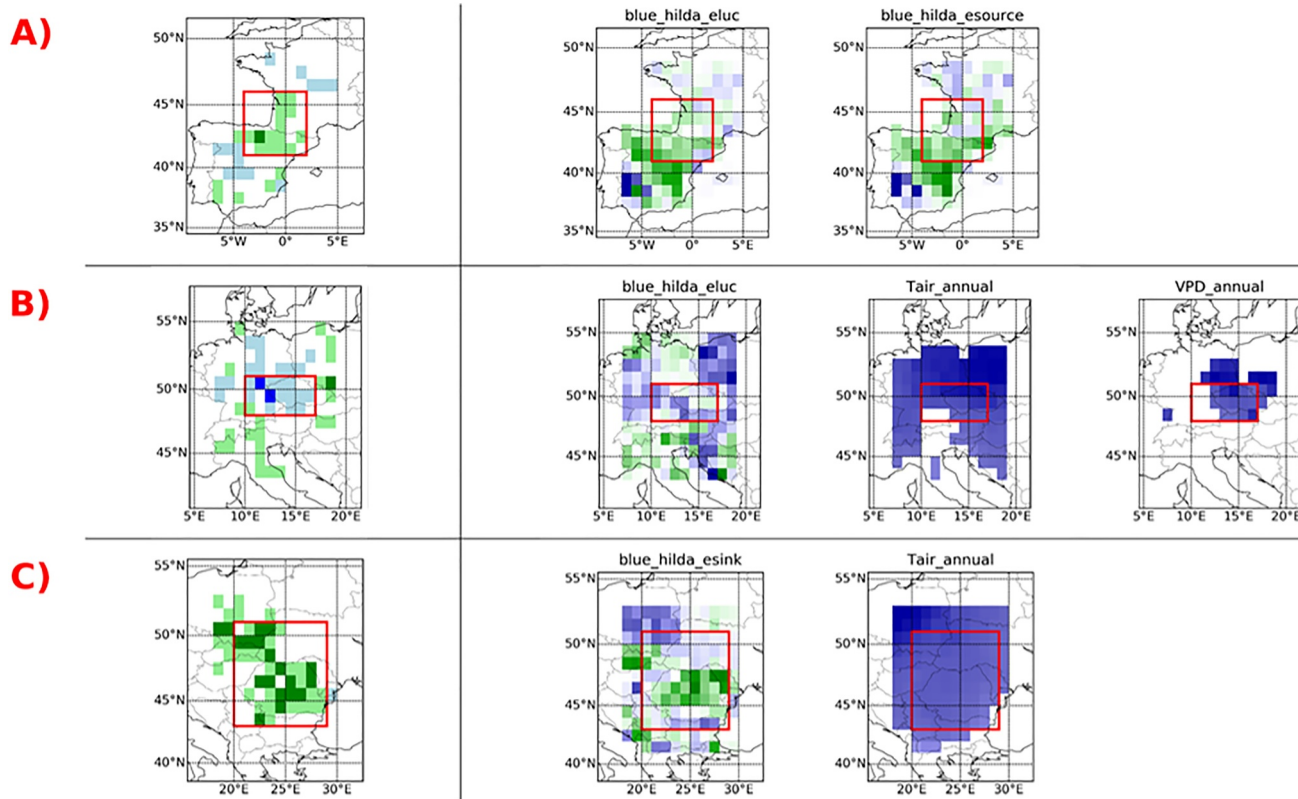 A)
blue_hilda_eluc blue_hilda_esource
50°N 50°N 50°N
45°N 45°N 45°N
40°N 40°N 40°N
35°N 35°N 35°N
5°W 0° 5°E 5°W 0° 5°E 5°W 0° 5°E
B)
blue_hilda_eluc Tair_annual VPD_annual
55°N 55°N 55°N 55°N
50°N 50°N 50°N 50°N
45°N 45°N 45°N 45°N
5°E 10°E 15°E 20°E 5°E 10°E 15°E 20°E 5°E 10°E 15°E 20°E 5°E 10°E 15°E 20°E
C)
blue_hilda_esink Tair_annual
55°N 55°N 55°N
50°N 50°N 50°N
45°N 45°N 45°N
40°N 40°N 40°N
20°E 25°E 30°E 20°E 25°E 30°E 20°E 25°E 30°E